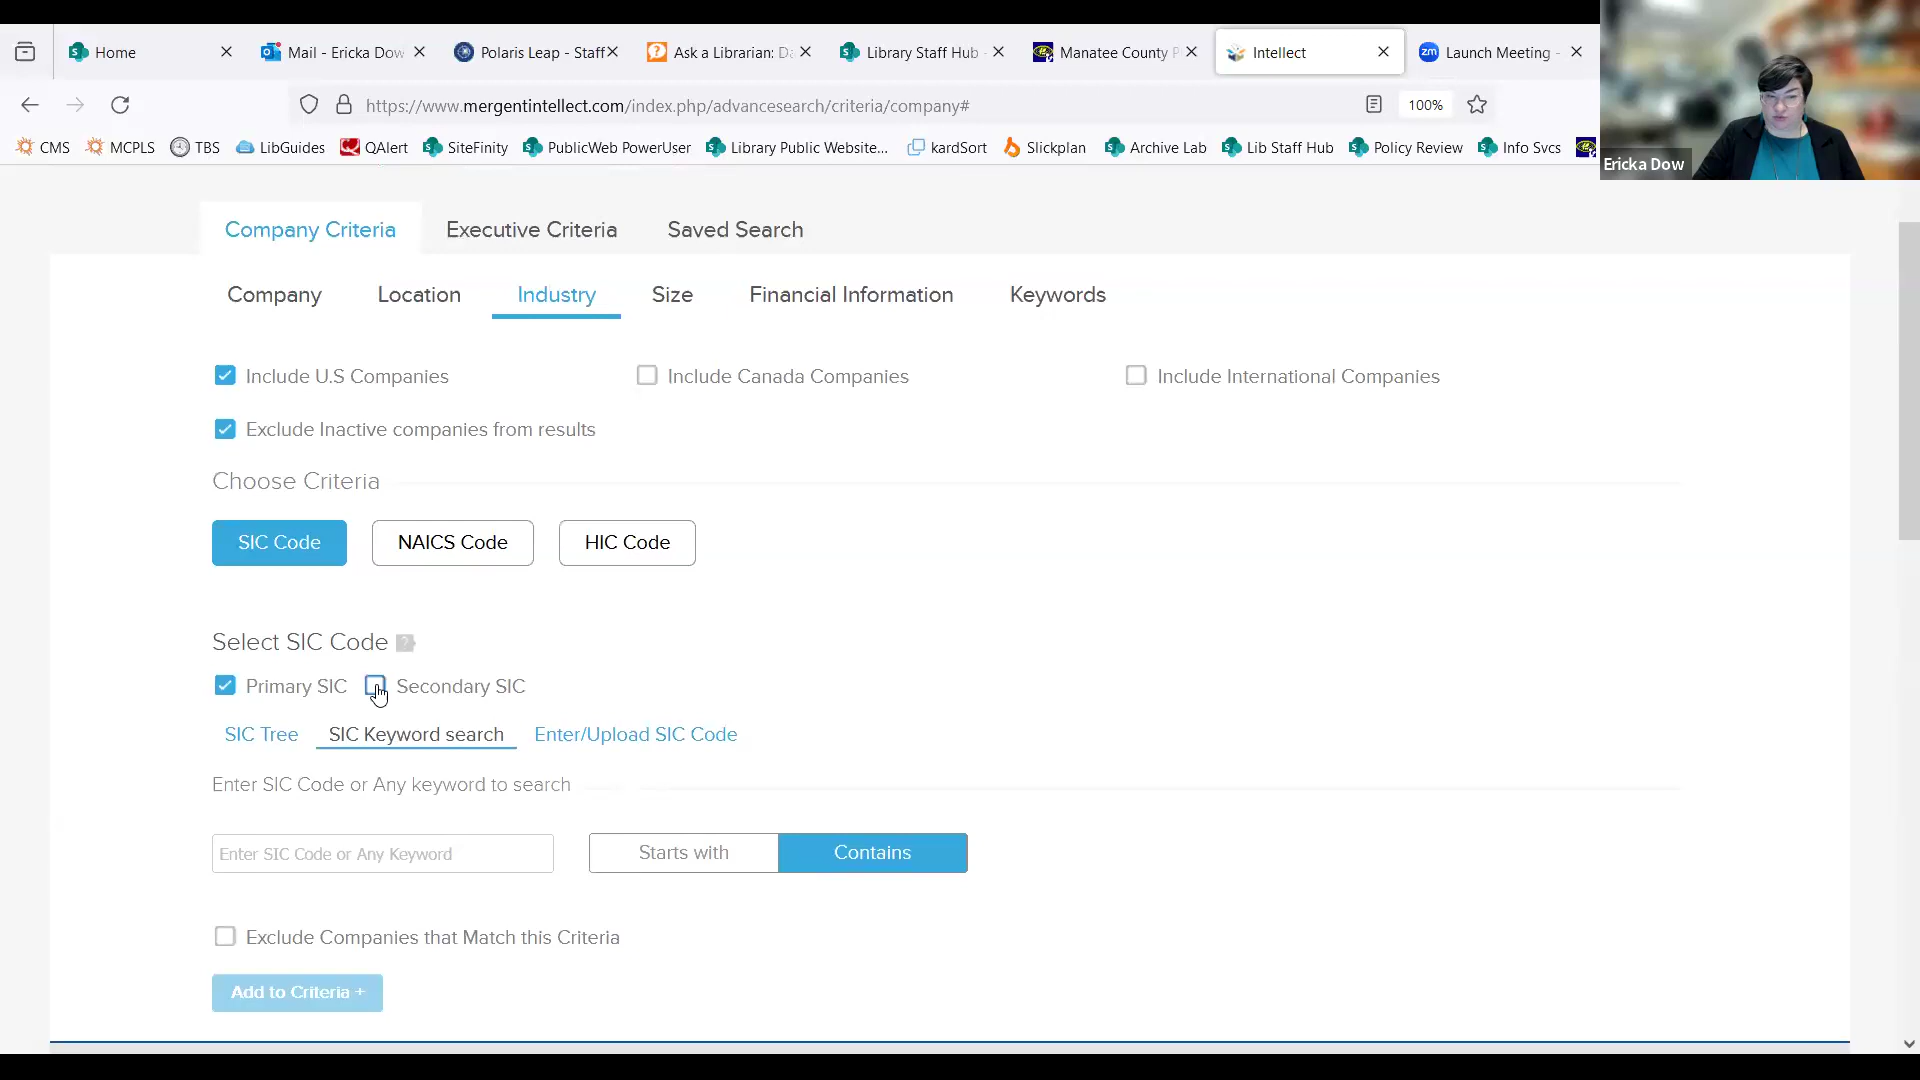 Home
Mail - Ericka Dow
Polaris Leap - Staff
Ask a Librarian: Da
Library Staff Hub -
Manatee County P
Intellect
zm Launch Meeting -
https://www.mergentintellect.com/index.php/advancesearch/criteria/company#
100%
CMS
MCPLS
TBS
LibGuides
QAlert
SiteFinity
PublicWeb PowerUser
Library Public Website...
kardSort
Slickplan
Archive Lab
Lib Staff Hub
Policy Review
Info Svcs
Ericka Dow
Company Criteria
Executive Criteria
Saved Search
Company
Location
Industry
Size
Financial Information
Keywords
Include U.S Companies
Include Canada Companies
Include International Companies
Exclude Inactive companies from results
Choose Criteria
SIC Code
NAICS Code
HIC Code
Select SIC Code ?
Primary SIC
Secondary SIC
SIC Tree
SIC Keyword search
Enter/Upload SIC Code
Enter SIC Code or Any keyword to search
Enter SIC Code or Any Keyword
Starts with
Contains
Exclude Companies that Match this Criteria
Add to Criteria +